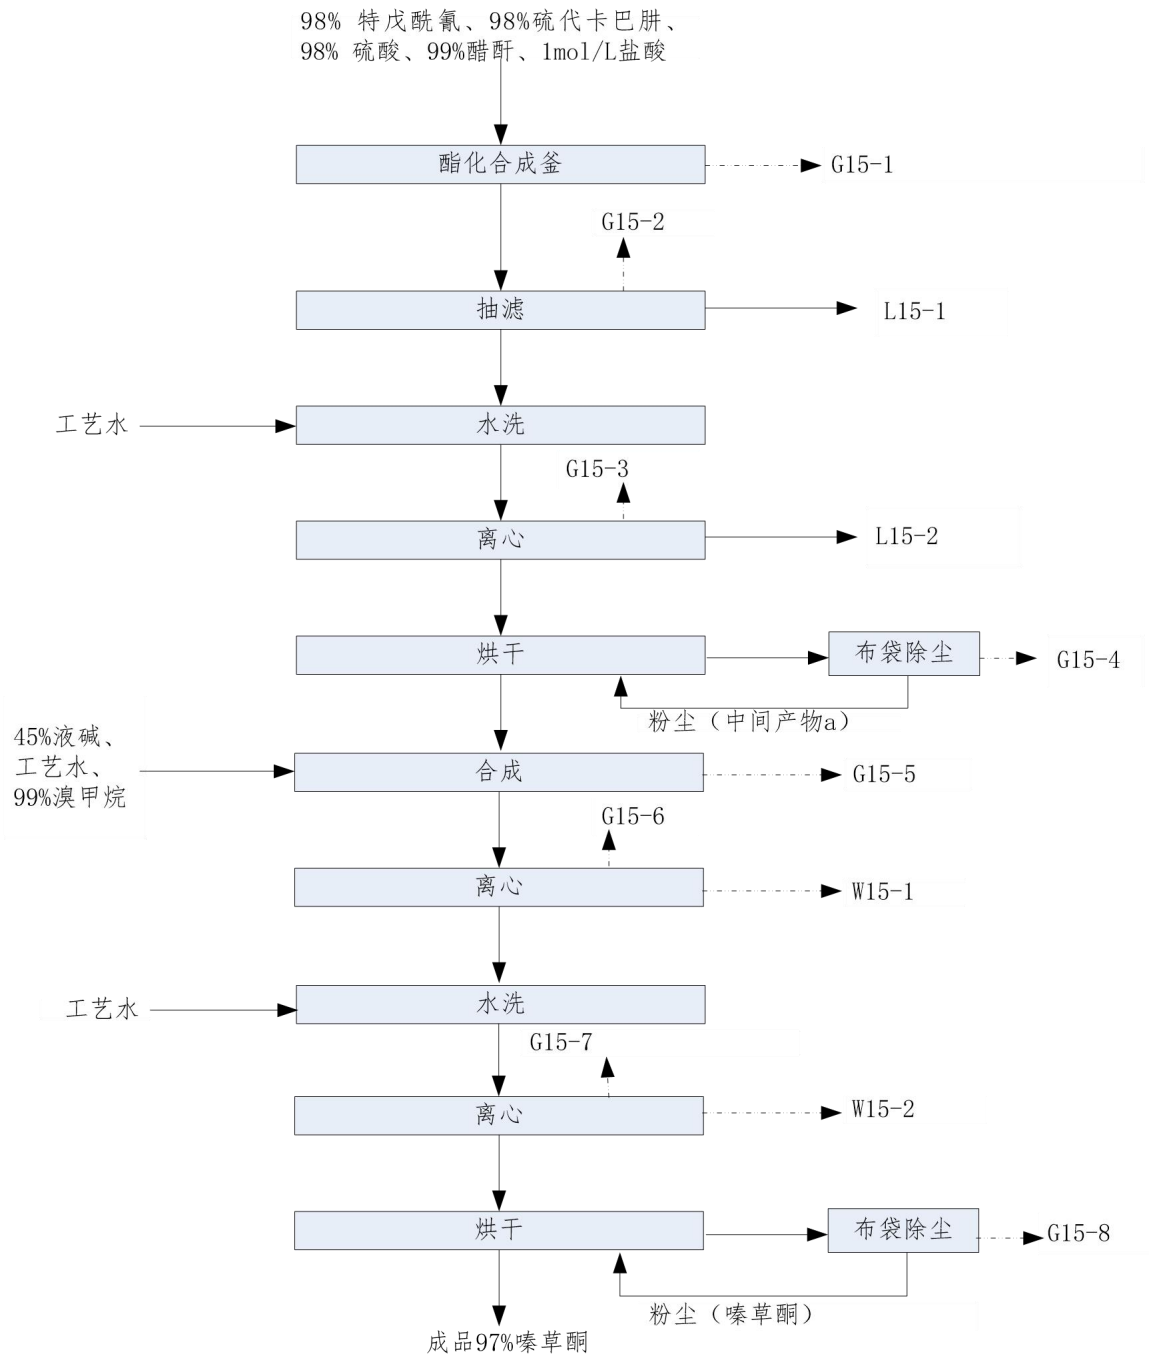 98% 特戊酰氰、98%硫代卡巴肼、
98% 硫酸、99%醋酐、1mol/L盐酸
酯化合成釜
G15-1
G15-2
抽滤
L15-1
工艺水
水洗
G15-3
离心
L15-2
烘干
布袋除尘
G15-4
粉尘（中间产物a）
45%液碱、
工艺水、
99%溴甲烷
合成
G15-5
G15-6
离心
W15-1
工艺水
水洗
G15-7
离心
W15-2
烘干
布袋除尘
G15-8
粉尘（嗪草酮）
成品97%嗪草酮